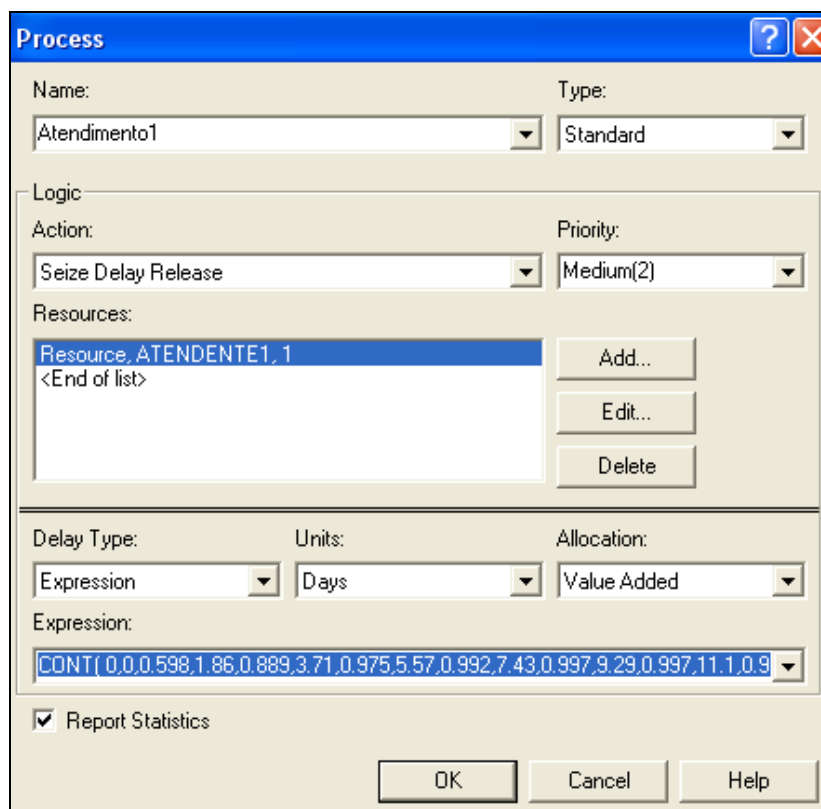 Process
Name: Type:
Atendimento1 Standard
Logic
Action: Priority:
Seize Delay Release Medium(2)
Resources:
Resource, ATENDENTE1, 1
<End of list>
Add...
Edit...
Delete
Delay Type: Units: Allocation:
Expression Days Value Added
Expression:
CONT( 0,0,0.598,1.86,0.889,3.71,0.975,5.57,0.992,7.43,0.997,9.29,0.997,11.1,0.9
Report Statistics
OK Cancel Help